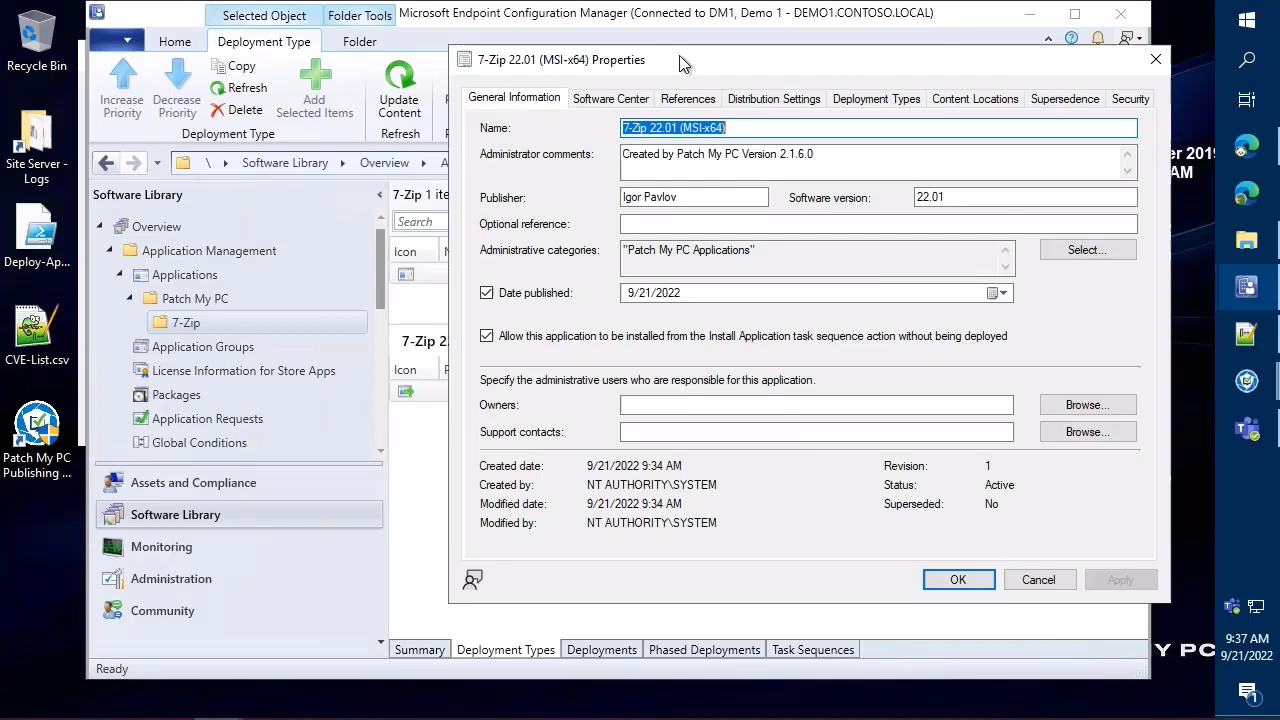 Recycle Bin
Site Server -
Logs
Deploy-Ap...
CVE-List.csv
Patch My PC
Publishing ...
Selected Object
Folder Tools
Microsoft Endpoint Configuration Manager (Connected to DM1, Demo 1 - DEMO1.CONTOSO.LOCAL)
Home
Deployment Type
Folder
Increase
Priority
Decrease
Priority
Copy
Refresh
Delete
Add
Selected Items
Update
Content
Deployment Type
Refresh
\
Software Library
Overview
A
Software Library
Overview
Application Management
Applications
Patch My PC
7-Zip
Application Groups
License Information for Store Apps
Packages
Application Requests
Global Conditions
Assets and Compliance
Software Library
Monitoring
Administration
Community
Ready
7-Zip 1 ite
Search
Icon
7-Zip 2
Icon
Summary
Deployment Types
Deployments
Phased Deployments
Task Sequences
7-Zip 22.01 (MSI-x64) Properties
General Information
Software Center
References
Distribution Settings
Deployment Types
Content Locations
Supersedence
Security
Name:
7-Zip 22.01 (MSI-x64)
Administrator comments:
Created by Patch My PC Version 2.1.6.0
Publisher:
Igor Pavlov
Software version:
22.01
Optional reference:
Administrative categories:
"Patch My PC Applications"
Select...
Date published:
9/21/2022
Allow this application to be installed from the Install Application task sequence action without being deployed
Specify the administrative users who are responsible for this application.
Owners:
Browse...
Support contacts:
Browse...
Created date:
9/21/2022 9:34 AM
Created by:
NT AUTHORITY\SYSTEM
Modified date:
9/21/2022 9:34 AM
Modified by:
NT AUTHORITY\SYSTEM
Revision:
1
Status:
Active
Superseded:
No
OK
Cancel
Apply
er 2019
AM
Y PC
9:37 AM
9/21/2022
1